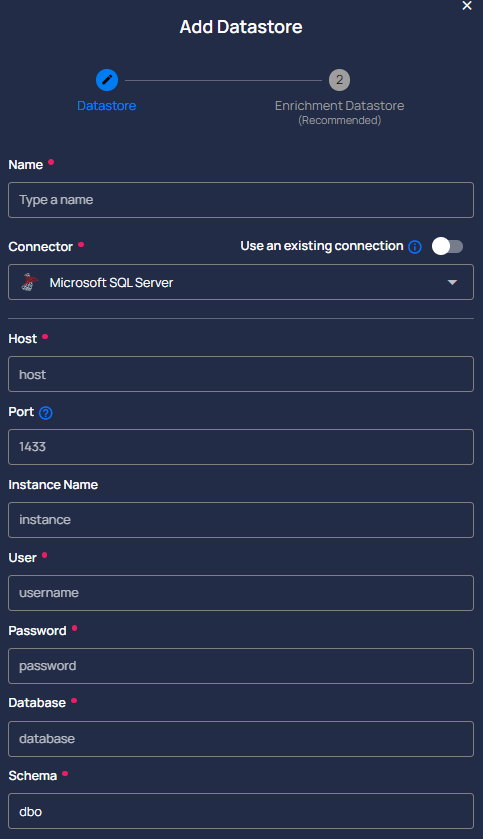 Add Datastore
2
Datastore
Enrichment Datastore
(Recommended)
Name
Type a name
Connector
Use an existing connection
Microsoft SQL Server
Host
host
Port
1433
Instance Name
instance
User
username
Password
password
Database
database
Schema
dbo